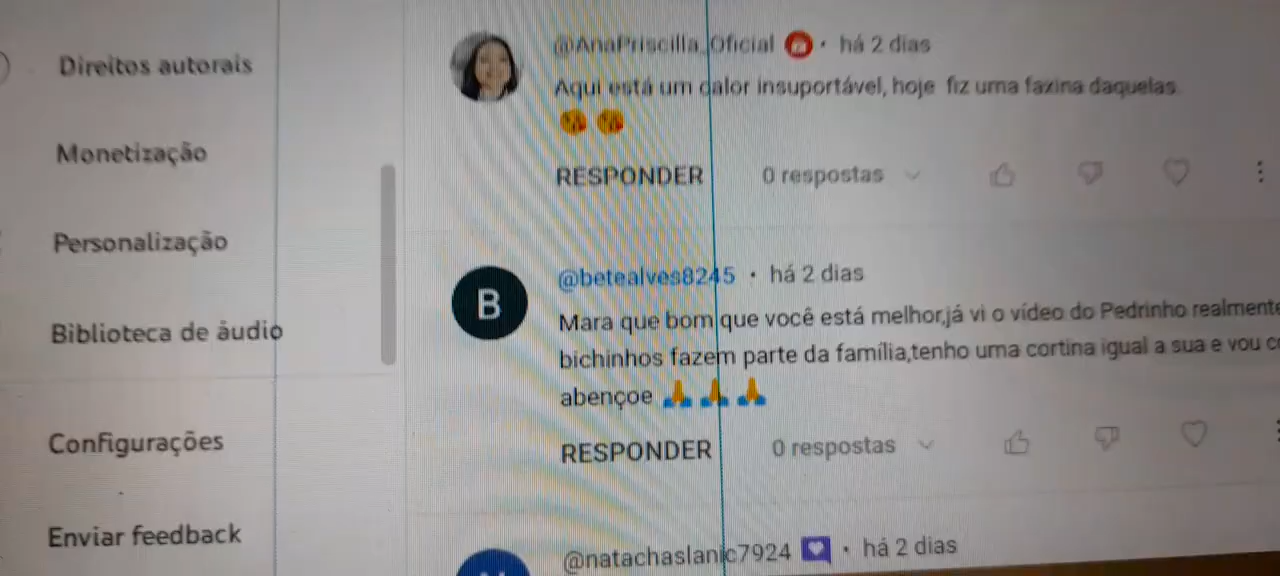 Direitos autorais
Monetização
Personalização
Biblioteca de áudio
Configurações
Enviar feedback
@AnaPriscilla_Oficial · há 2 dias
Aqui está um calor insuportável, hoje fiz uma faxina daquelas
RESPONDER 0 respostas
B
@betealves8245 · há 2 dias
Mara que bom que você está melhor,já vi o vídeo do Pedrinho realmente
bichinhos fazem parte da família,tenho uma cortina igual a sua e vou
abençoe 🙏🙏🙏
RESPONDER 0 respostas
@natachaslanic7924 · há 2 dias